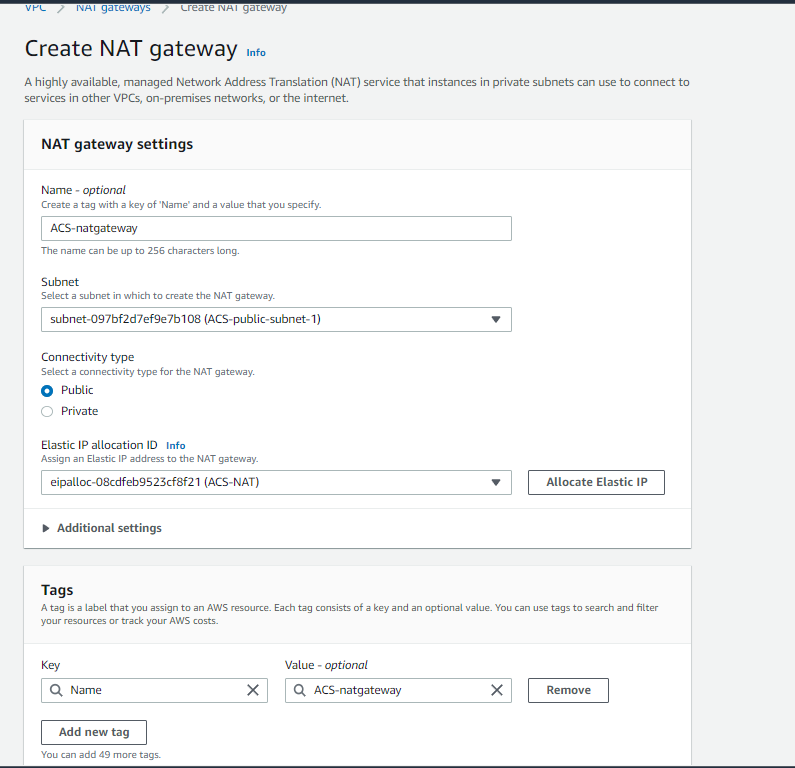 VPC > NAT gateways > Create NAT gateway
Create NAT gateway Info
A highly available, managed Network Address Translation (NAT) service that instances in private subnets can use to connect to
services in other VPCs, on-premises networks, or the internet.
NAT gateway settings
Name - optional
Create a tag with a key of 'Name' and a value that you specify.
ACS-natgateway
The name can be up to 256 characters long.
Subnet
Select a subnet in which to create the NAT gateway.
subnet-097bf2d7ef9e7b108 (ACS-public-subnet-1)
Connectivity type
Select a connectivity type for the NAT gateway.
Public
Private
Elastic IP allocation ID Info
Assign an Elastic IP address to the NAT gateway.
eipalloc-08cdfeb9523cf8f21 (ACS-NAT) Allocate Elastic IP
Additional settings
Tags
A tag is a label that you assign to an AWS resource. Each tag consists of a key and an optional value. You can use tags to search and filter
your resources or track your AWS costs.
Key Value - optional
Name ACS-natgateway Remove
Add new tag
You can add 49 more tags.